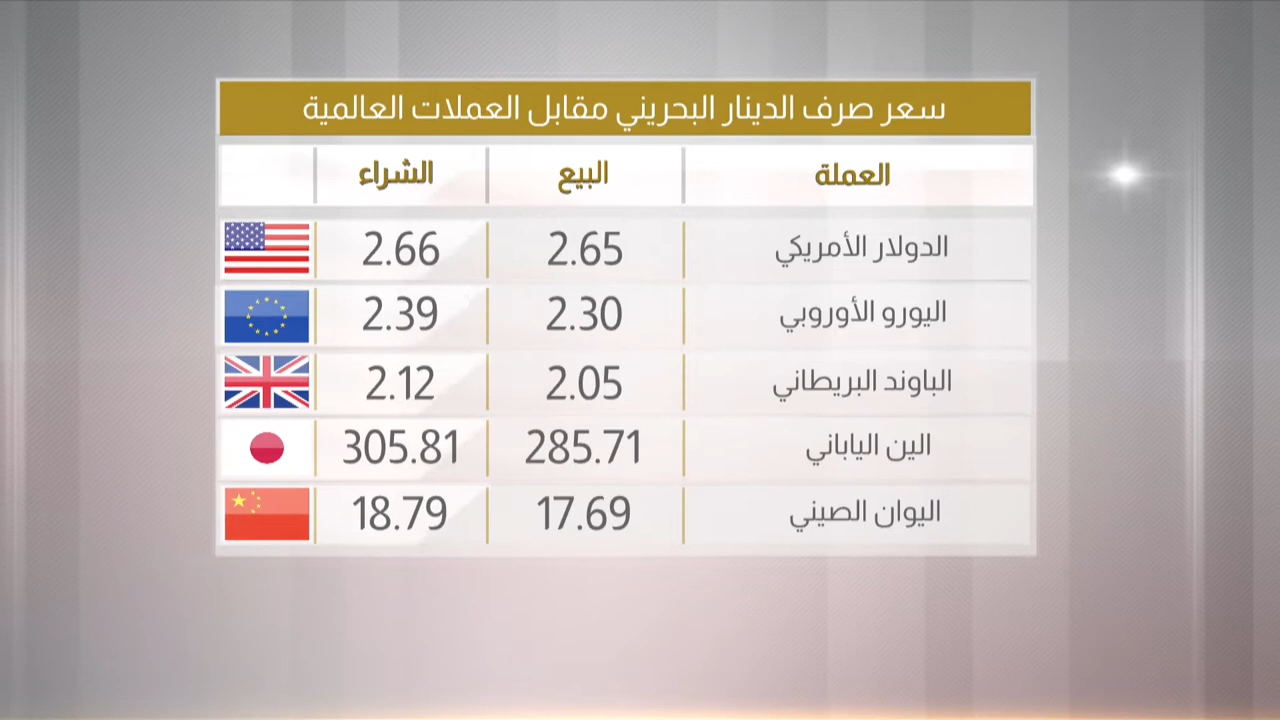 سعر صرف الدينار البحريني مقابل العملات العالمية
العملة البيع الشراء
الدولار الأمريكي 2.65 2.66
اليورو الأوروبي 2.30 2.39
الباوند البريطاني 2.05 2.12
الين الياباني 285.71 305.81
اليوان الصيني 17.69 18.79